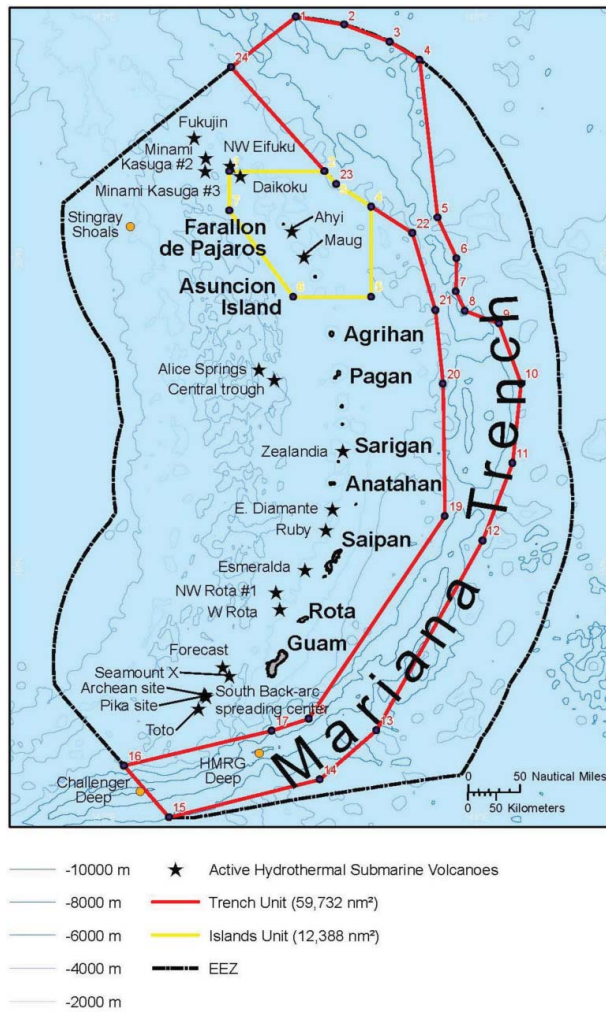 1
2
3
4
24
Fukujin
Minami
Kasuga #2
NW Eifuku
Minami Kasuga #3
Daikoku
23
4
Stingray
Shoals
Farallon
de Pajaros
Ahyi
Maug
22
5
6
7
8
9
Asuncion
Island
21
Agrihan
Alice Springs
Central trough
Pagan
20
10
Zealandia
Sarigan
11
Anatahan
E. Diamante
19
12
Ruby
Saipan
Esmeralda
NW Rota #1
W Rota
Rota
Guam
Forecast
Seamount X
Archean site
Pika site
South Back-arc
spreading center
Toto
17
13
16
HMRG
Deep
14
Challenger
Deep
15
Mariana Trench
0 50 Nautical Miles
0 50 Kilometers
-10000 m
Active Hydrothermal Submarine Volcanoes
-8000 m
Trench Unit (59,732 nm²)
-6000 m
Islands Unit (12,388 nm²)
-4000 m
EEZ
-2000 m